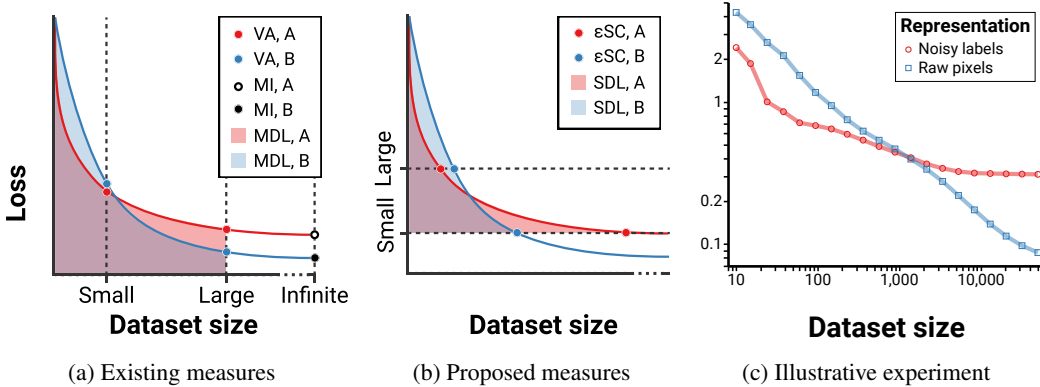 Loss
VA, A
VA, B
MI, A
MI, B
MDL, A
MDL, B
Small
Large
Infinite
Dataset size
(a) Existing measures
Small Large
εSC, A
εSC, B
SDL, A
SDL, B
Dataset size
(b) Proposed measures
2
1
0.2
0.1
Representation
Noisy labels
Raw pixels
10
100
1,000
10,000
Dataset size
(c) Illustrative experiment